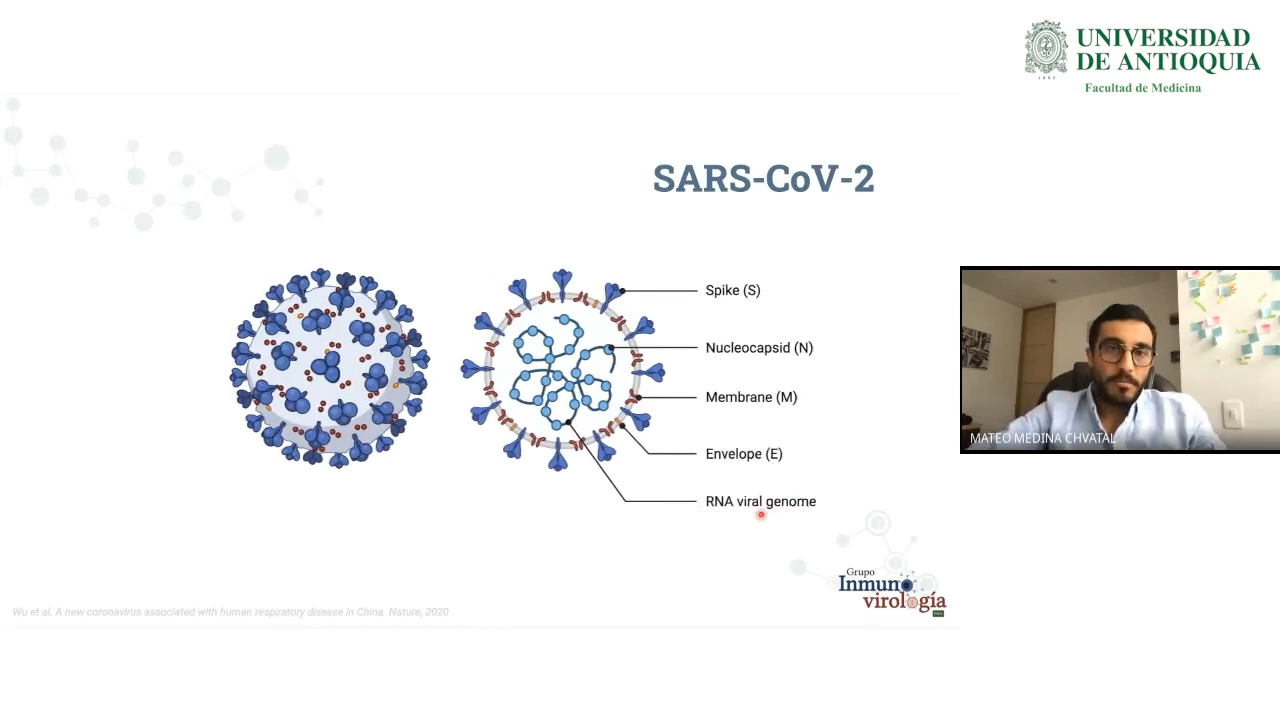 UNIVERSIDAD
DE ANTIOQUIA
1803
Facultad de Medicina
SARS-CoV-2
Spike (S)
Nucleocapsid (N)
Membrane (M)
Envelope (E)
RNA viral genome
MATEO MEDINA CHVATAL
Grupo
Inmuno
virología
Wu et al. A new coronavirus associated with human respiratory disease in China. Nature, 2020